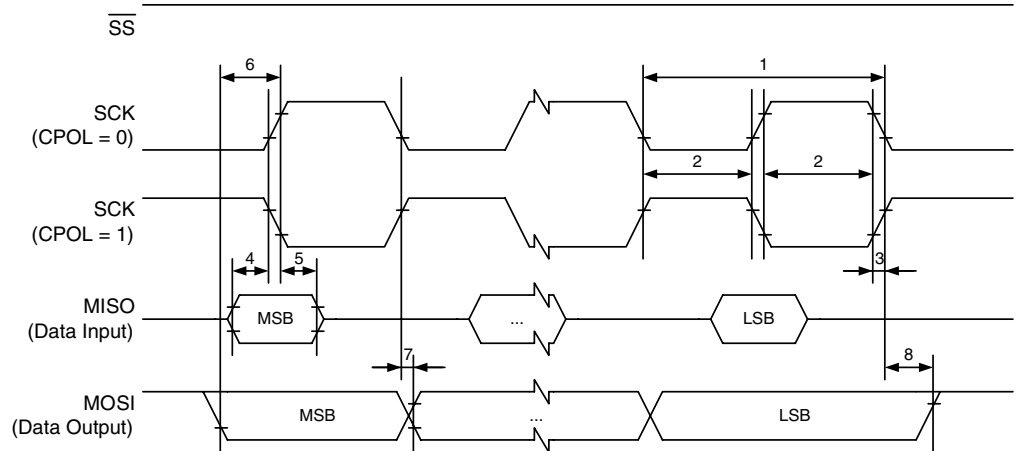 SS
6
1
SCK
(CPOL = 0)
2
2
SCK
(CPOL = 1)
4
5
3
MISO
(Data Input)
MSB
...
LSB
7
8
MOSI
(Data Output)
MSB
...
LSB